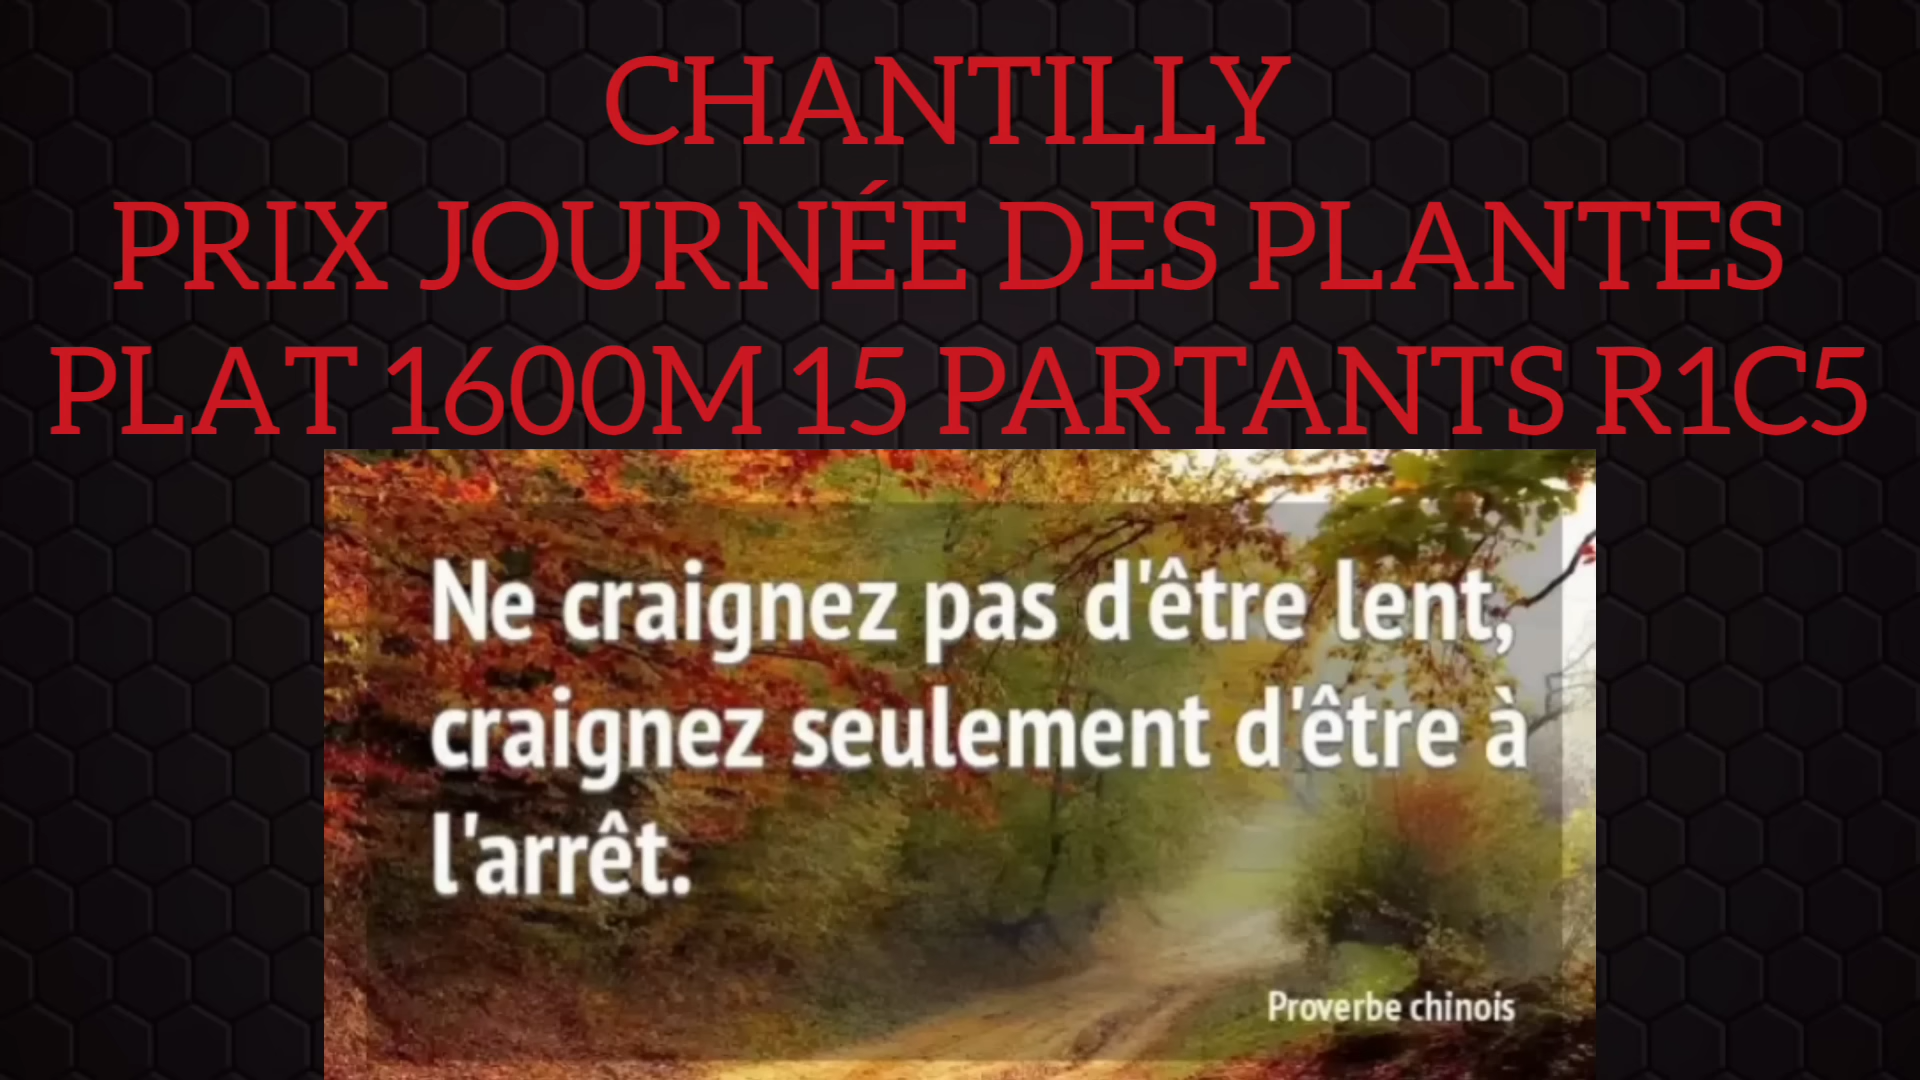 CHANTILLY
PRIX JOURNÉE DES PLANTES
PLAT 1600M 15 PARTANTS R1C5
Ne craignez pas d'être lent,
craignez seulement d'être à
l'arrêt.
Proverbe chinois